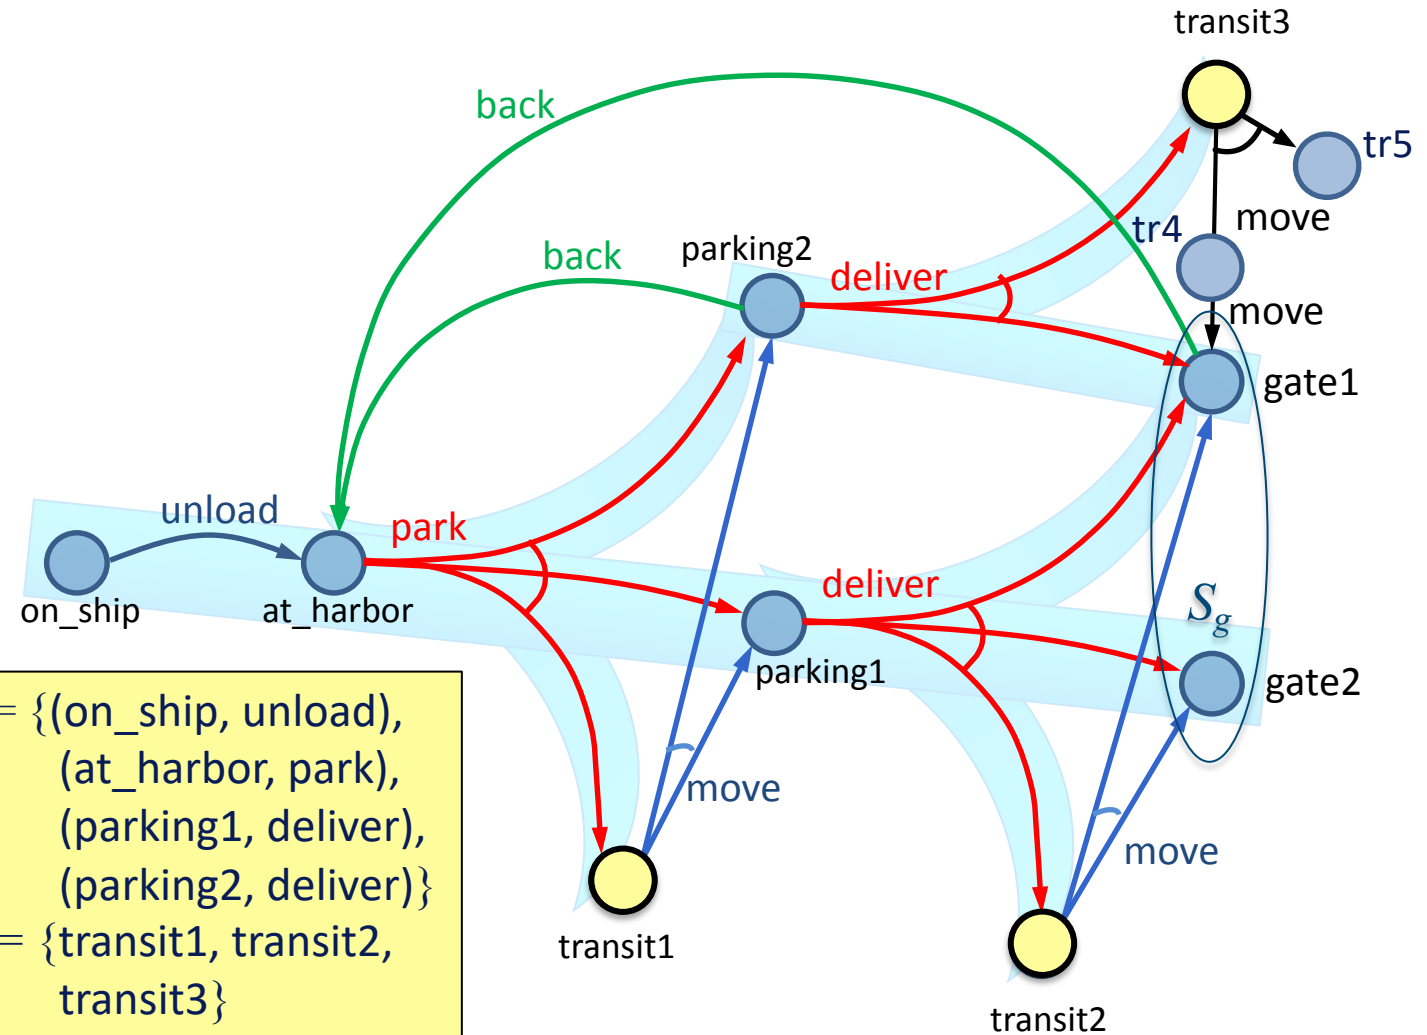 transit3
back
tr5
tr4
move
parking2
back
deliver
move
gate1
unload
park
deliver
on_ship
at_harbor
S_g
parking1
gate2
= {(on_ship, unload),
(at_harbor, park),
(parking1, deliver),
(parking2, deliver)}
= {transit1, transit2,
transit3}
move
move
transit1
transit2